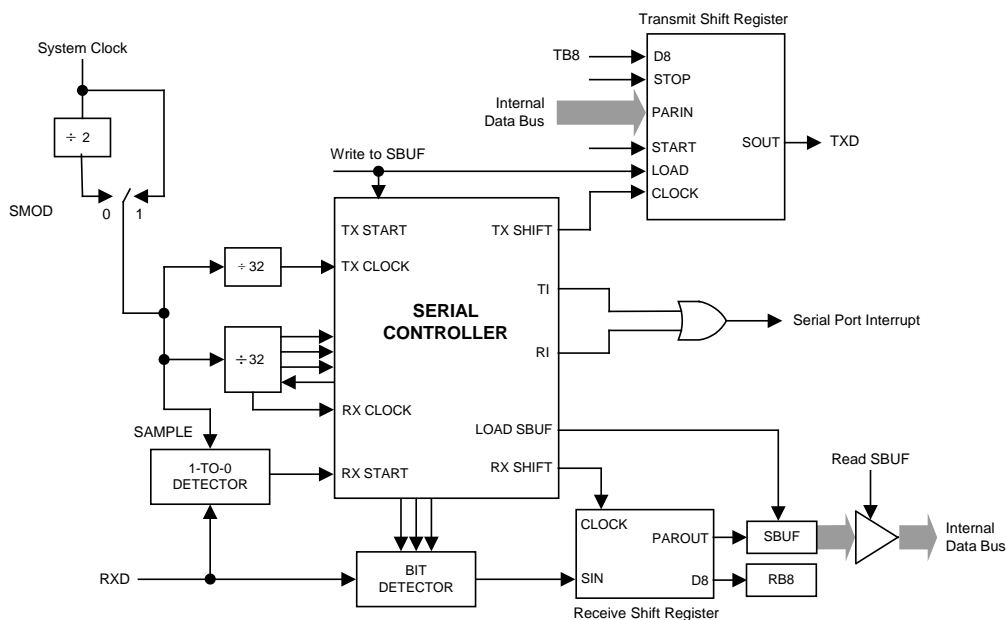 Transmit Shift Register
System Clock
TB8
D8
STOP
Internal
Data Bus
PARIN
÷ 2
SOUT
TXD
START
Write to SBUF
LOAD
CLOCK
SMOD
0
1
TX START
TX SHIFT
÷ 32
TX CLOCK
TI
SERIAL
CONTROLLER
Serial Port Interrupt
RI
÷ 32
RX CLOCK
SAMPLE
LOAD SBUF
1-TO-0
DETECTOR
RX START
RX SHIFT
Read SBUF
CLOCK
PAROUT
SBUF
Internal
Data Bus
RXD
BIT
DETECTOR
SIN
D8
RB8
Receive Shift Register